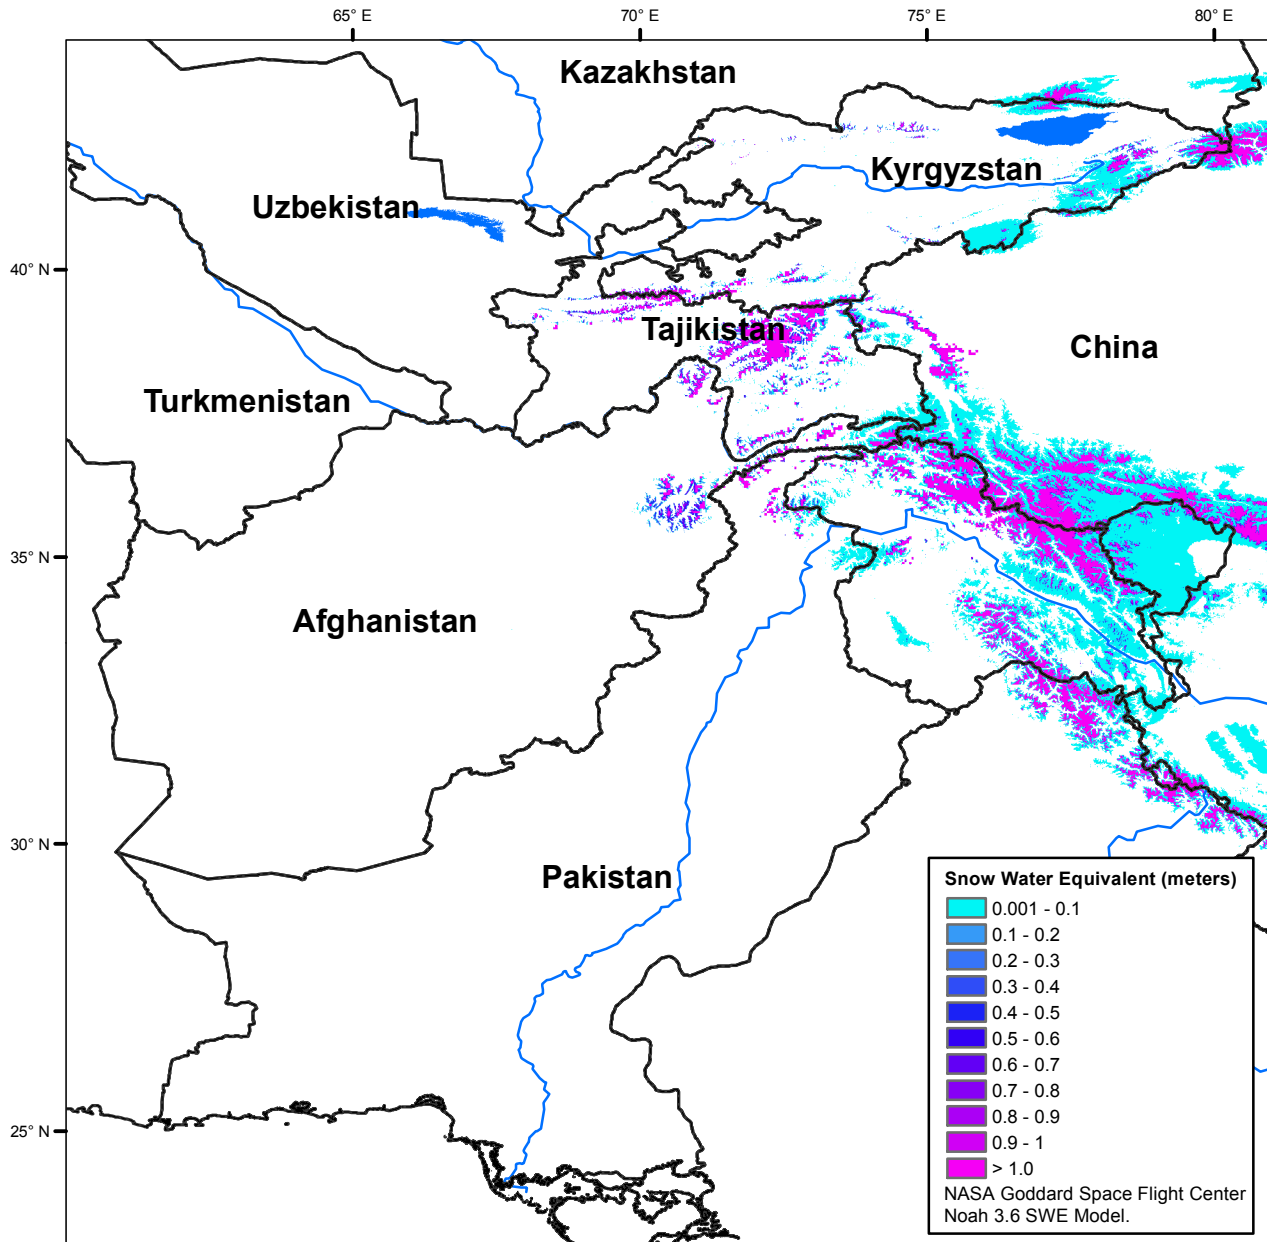 65° E
70° E
75° E
80° E
Kazakhstan
Kyrgyzstan
Uzbekistan
40° N
Tajikistan
China
Turkmenistan
35° N
Afghanistan
30° N
Pakistan
25° N
Snow Water Equivalent (meters)
0.001 - 0.1
0.1 - 0.2
0.2 - 0.3
0.3 - 0.4
0.4 - 0.5
0.5 - 0.6
0.6 - 0.7
0.7 - 0.8
0.8 - 0.9
0.9 - 1
> 1.0
NASA Goddard Space Flight Center
Noah 3.6 SWE Model.